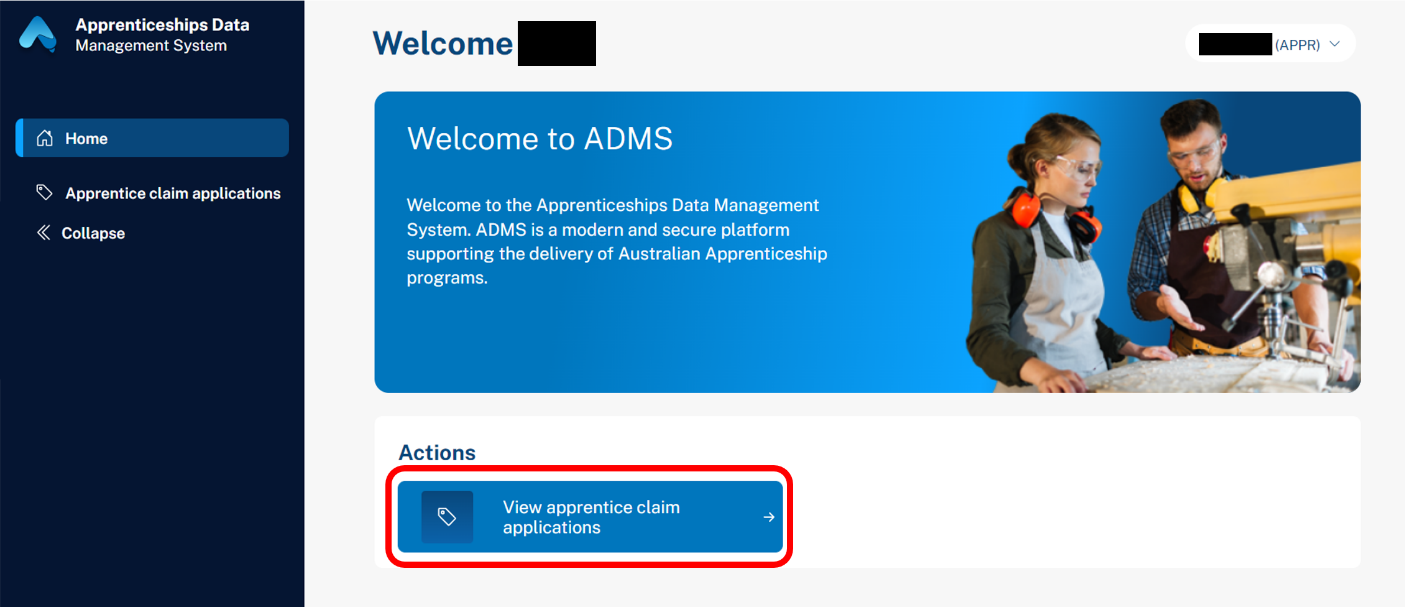 Apprenticeships Data
Management System
Home
Apprentice claim applications
Collapse
Welcome
(APPR)
Welcome to ADMS
Welcome to the Apprenticeships Data Management
System. ADMS is a modern and secure platform
supporting the delivery of Australian Apprenticeship
programs.
Actions
View apprentice claim
applications